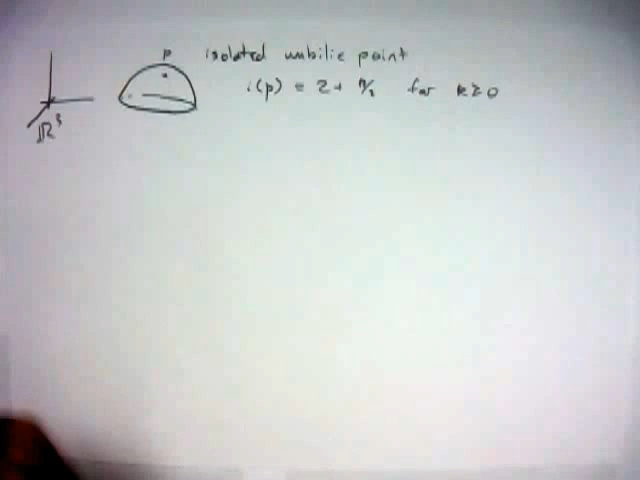 p isolated umbilic point
i(p) = 2 + k/2 for k ≥ 0
ℝ³